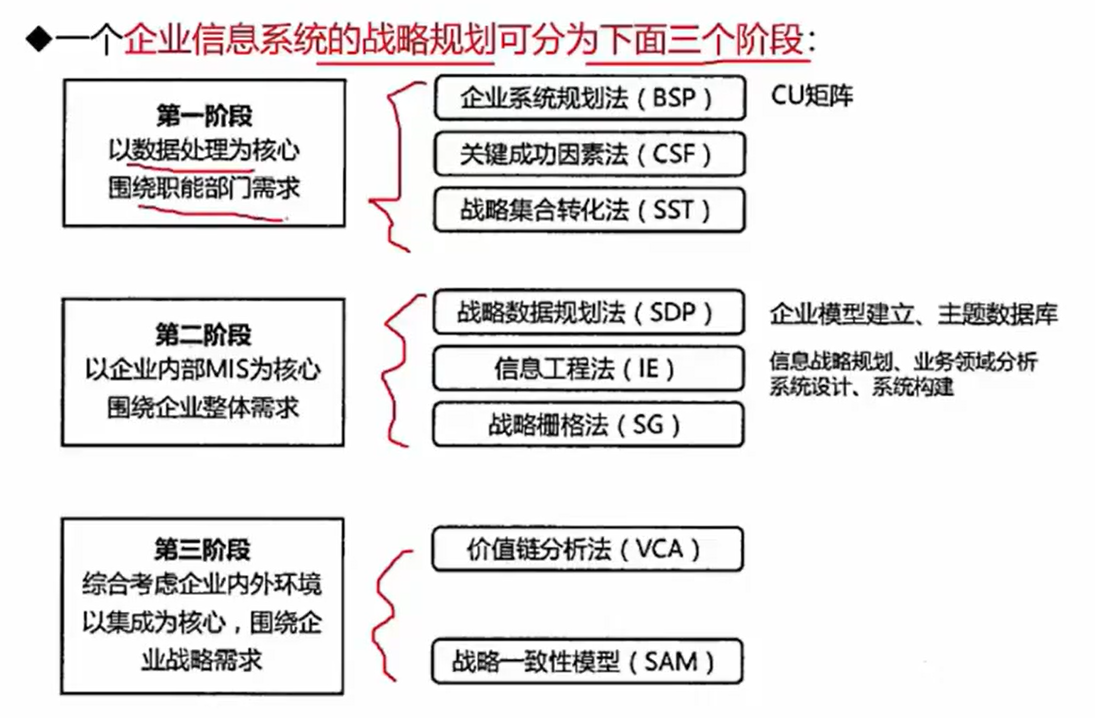 ◆一个企业信息系统的战略规划可分为下面三个阶段：
第一阶段
以数据处理为核心
围绕职能部门需求
企业系统规划法（BSP）
CU矩阵
关键成功因素法（CSF）
战略集合转化法（SST）
第二阶段
以企业内部MIS为核心
围绕企业整体需求
战略数据规划法（SDP）
企业模型建立、主题数据库
信息工程法（IE）
信息战略规划、业务领域分析
系统设计、系统构建
战略栅格法（SG）
第三阶段
综合考虑企业内外环境
以集成为核心，围绕企
业战略需求
价值链分析法（VCA）
战略一致性模型（SAM）